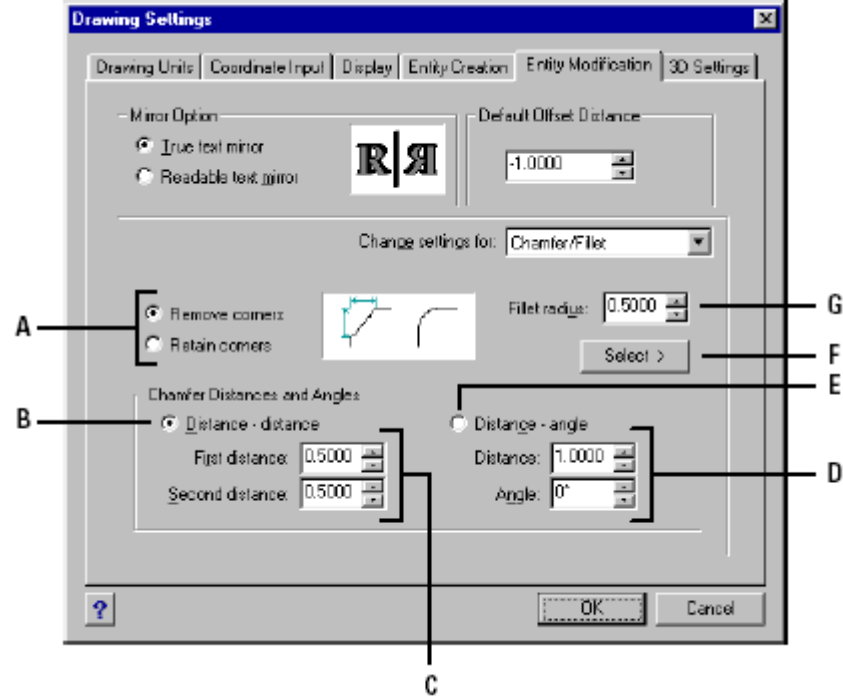 Drawing Settings
Drawing Units Coordinate Input Display Entity Creation Entity Modification 3D Settings
Mirror Option Default Offset Distance
True text mirror
Readable text mirror
R R
-1.0000
Change settings for: Chamfer/Fillet
A Remove corners Fillet radius: 0.5000 G
Retain corners
Select > F
E
Chamfer Distances and Angles
B Distance - distance Distance - angle
First distance: 0.5000 Distance: 1.0000 D
Second distance: 0.5000 Angle: 0°
? OK Cancel
C